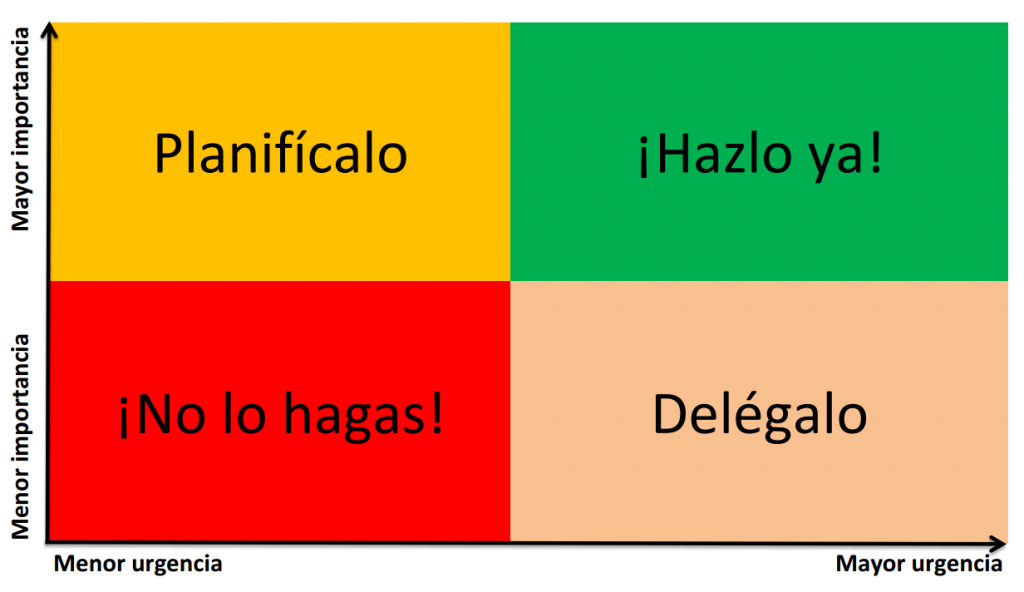 Mayor importancia
Planifícalo
¡Hazlo ya!
Menor importancia
¡No lo hagas!
Delégalo
Menor urgencia
Mayor urgencia